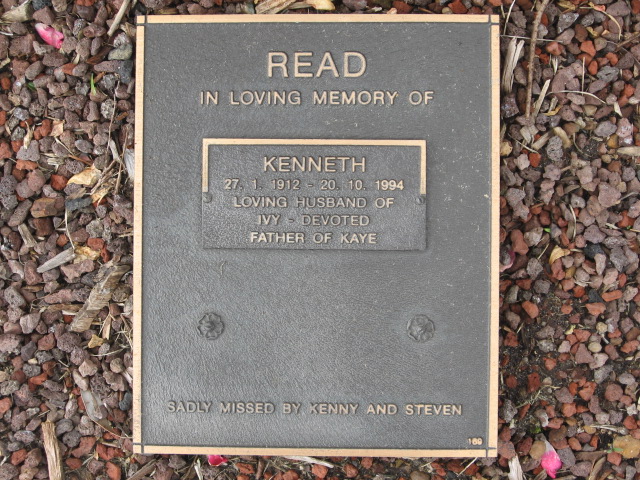 READ
IN LOVING MEMORY OF
KENNETH
27. 1. 1912 - 20. 10. 1994
LOVING HUSBAND OF
IVY - DEVOTED
FATHER OF KAYE
SADLY MISSED BY KENNY AND STEVEN
169